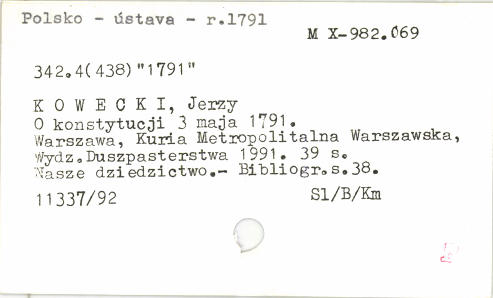 Polsko - ústava - r.1791
M X-982.069
342.4(438)"1791"
K O W E C K I, Jerzy
O konstytucji 3 maja 1791.
Warszawa, Kuria Metropolitalna Warszawska,
Wydz.Duszpasterstwa 1991. 39 s.
Nasze dziedzictwo.- Bibliogr.s.38.
11337/92
Sl/B/Km